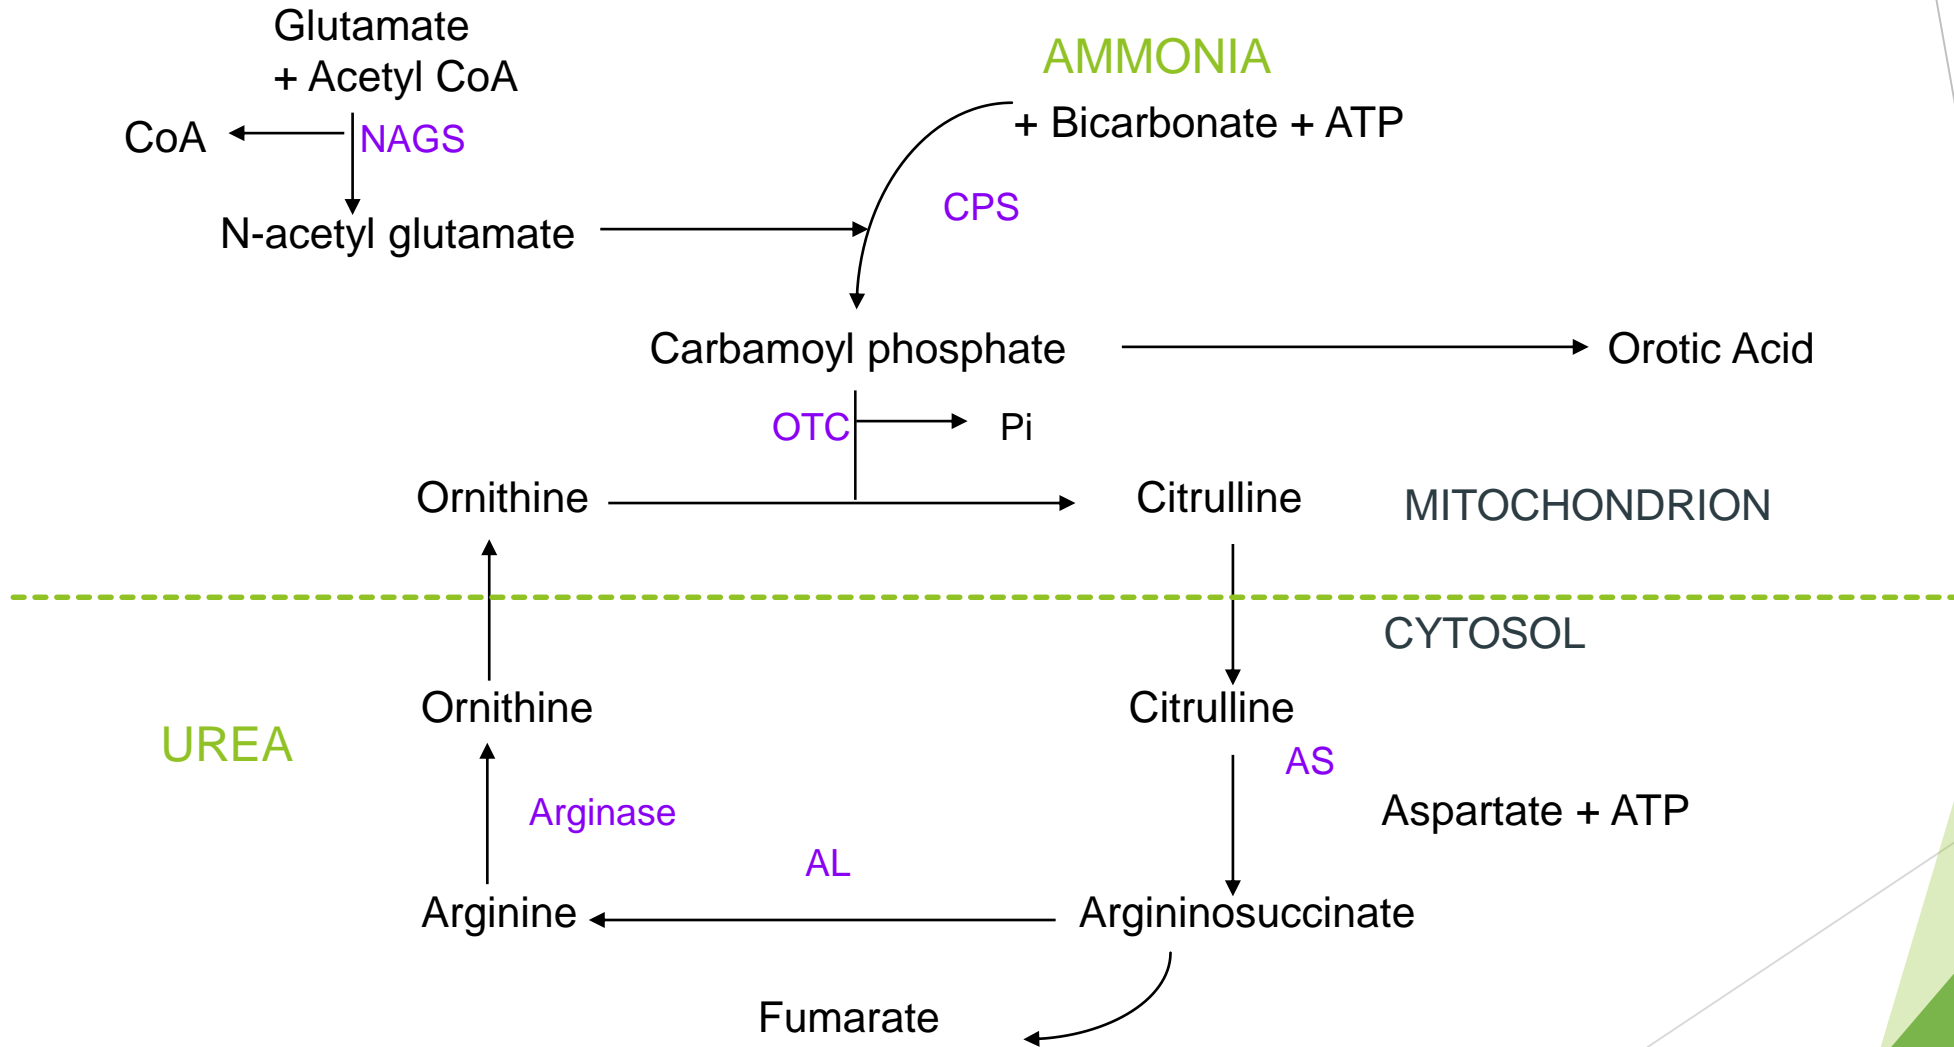 Glutamate
+ Acetyl CoA
AMMONIA
+ Bicarbonate + ATP
CoA
NAGS
CPS
N-acetyl glutamate
Carbamoyl phosphate
Orotic Acid
OTC
Pi
Ornithine
Citrulline
MITOCHONDRION
CYTOSOL
Ornithine
Citrulline
UREA
AS
Arginase
Aspartate + ATP
AL
Arginine
Argininosuccinate
Fumarate